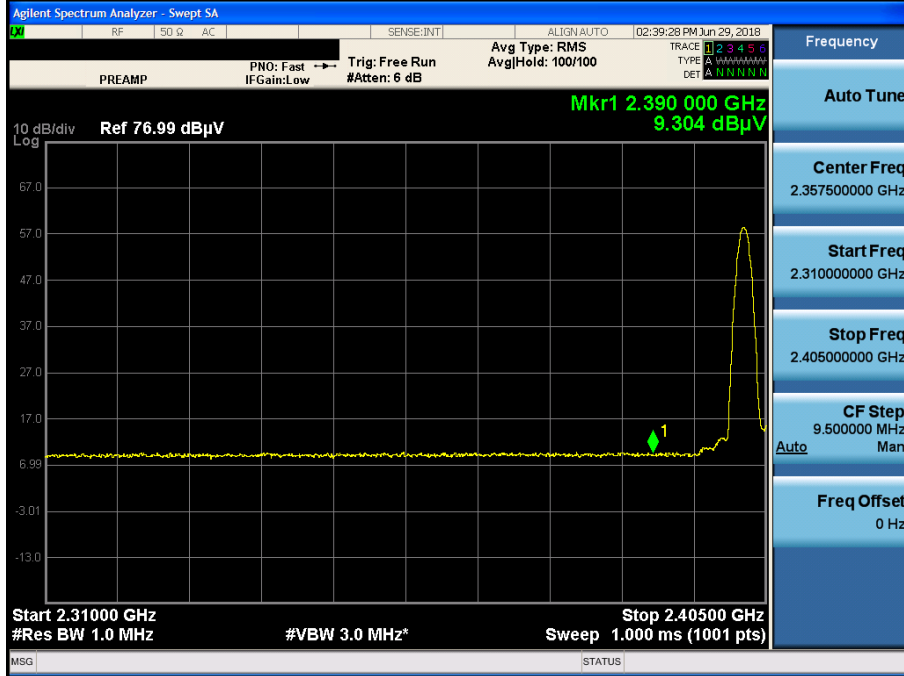 Agilent Spectrum Analyzer - Swept SA
LXI RF 50 Ω AC SENSE:INT ALIGN AUTO 02:39:28 PM Jun 29, 2018
Frequency
PREAMP
PNO: Fast
IFGain:Low
Trig: Free Run
#Atten: 6 dB
Avg Type: RMS
Avg|Hold: 100/100
TRACE 1 2 3 4 5 6
TYPE A WWWWW
DET A N N N N N
Auto Tune
Mkr1 2.390 000 GHz
9.304 dBµV
10 dB/div Ref 76.99 dBµV
Log
67.0
57.0
47.0
37.0
27.0
17.0
6.99
-3.01
-13.0
1
Center Freq
2.357500000 GHz
Start Freq
2.310000000 GHz
Stop Freq
2.405000000 GHz
CF Step
9.500000 MHz
Auto Man
Freq Offset
0 Hz
Start 2.31000 GHz Stop 2.40500 GHz
#Res BW 1.0 MHz #VBW 3.0 MHz* Sweep 1.000 ms (1001 pts)
MSG STATUS